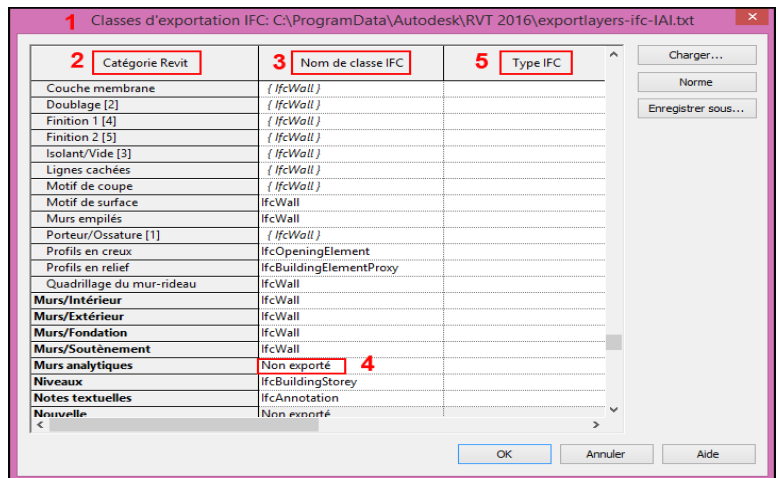 1 Classes d'exportation IFC: C:\ProgramData\Autodesk\RVT 2016\exportlayers-ifc-IAI.txt
2 Catégorie Revit 3 Nom de classe IFC 5 Type IFC
Charger...
Norme
Enregistrer sous...
Couche membrane { IfcWall }
Doublage [2] { IfcWall }
Finition 1 [4] { IfcWall }
Finition 2 [5] { IfcWall }
Isolant/Vide [3] { IfcWall }
Lignes cachées { IfcWall }
Motif de coupe { IfcWall }
Motif de surface IfcWall
Murs empilés IfcWall
Porteur/Ossature [1] { IfcWall }
Profils en creux IfcOpeningElement
Profils en relief IfcBuildingElementProxy
Quadrillage du mur-rideau IfcWall
Murs/Intérieur IfcWall
Murs/Extérieur IfcWall
Murs/Fondation IfcWall
Murs/Soutènement IfcWall
Murs analytiques Non exporté 4
Niveaux IfcBuildingStorey
Notes textuelles IfcAnnotation
Nouvelle Non exporté
OK Annuler Aide